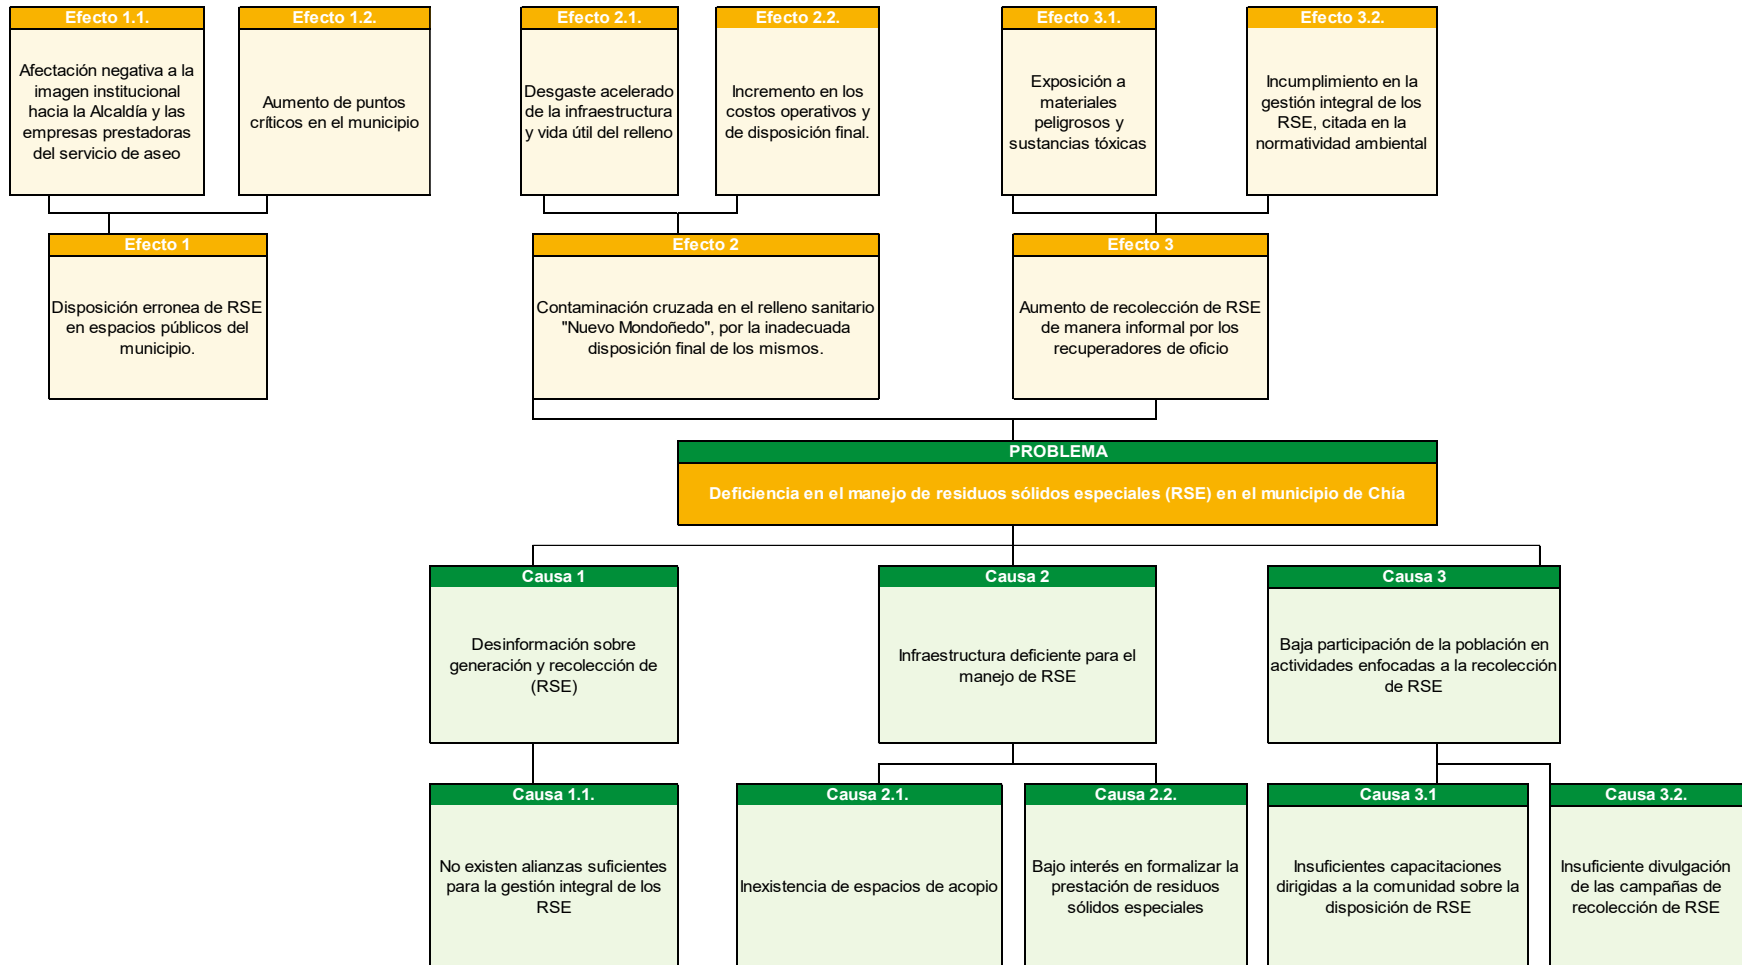 Efecto 1.1.
Afectación negativa a la
imagen institucional
hacia la Alcaldía y las
empresas prestadoras
del servicio de aseo
Efecto 1.2.
Aumento de puntos
críticos en el municipio
Efecto 2.1.
Desgaste acelerado
de la infraestructura
y vida útil del relleno
Efecto 2.2.
Incremento en los
costos operativos y
de disposición final.
Efecto 3.1.
Exposición a
materiales
peligrosos y
sustancias tóxicas
Efecto 3.2.
Incumplimiento en la
gestión integral de los
RSE, citada en la
normatividad ambiental
Efecto 1
Disposición erronea de RSE
en espacios públicos del
municipio.
Efecto 2
Contaminación cruzada en el relleno sanitario
"Nuevo Mondoñedo", por la inadecuada
disposición final de los mismos.
Efecto 3
Aumento de recolección de RSE
de manera informal por los
recuperadores de oficio
PROBLEMA
Deficiencia en el manejo de residuos sólidos especiales (RSE) en el municipio de Chía
Causa 1
Desinformación sobre
generación y recolección de
(RSE)
Causa 2
Infraestructura deficiente para el
manejo de RSE
Causa 3
Baja participación de la población en
actividades enfocadas a la recolección
de RSE
Causa 1.1.
No existen alianzas suficientes
para la gestión integral de los
RSE
Causa 2.1.
Inexistencia de espacios de acopio
Causa 2.2.
Bajo interés en formalizar la
prestación de residuos
sólidos especiales
Causa 3.1
Insuficientes capacitaciones
dirigidas a la comunidad sobre la
disposición de RSE
Causa 3.2.
Insuficiente divulgación
de las campañas de
recolección de RSE